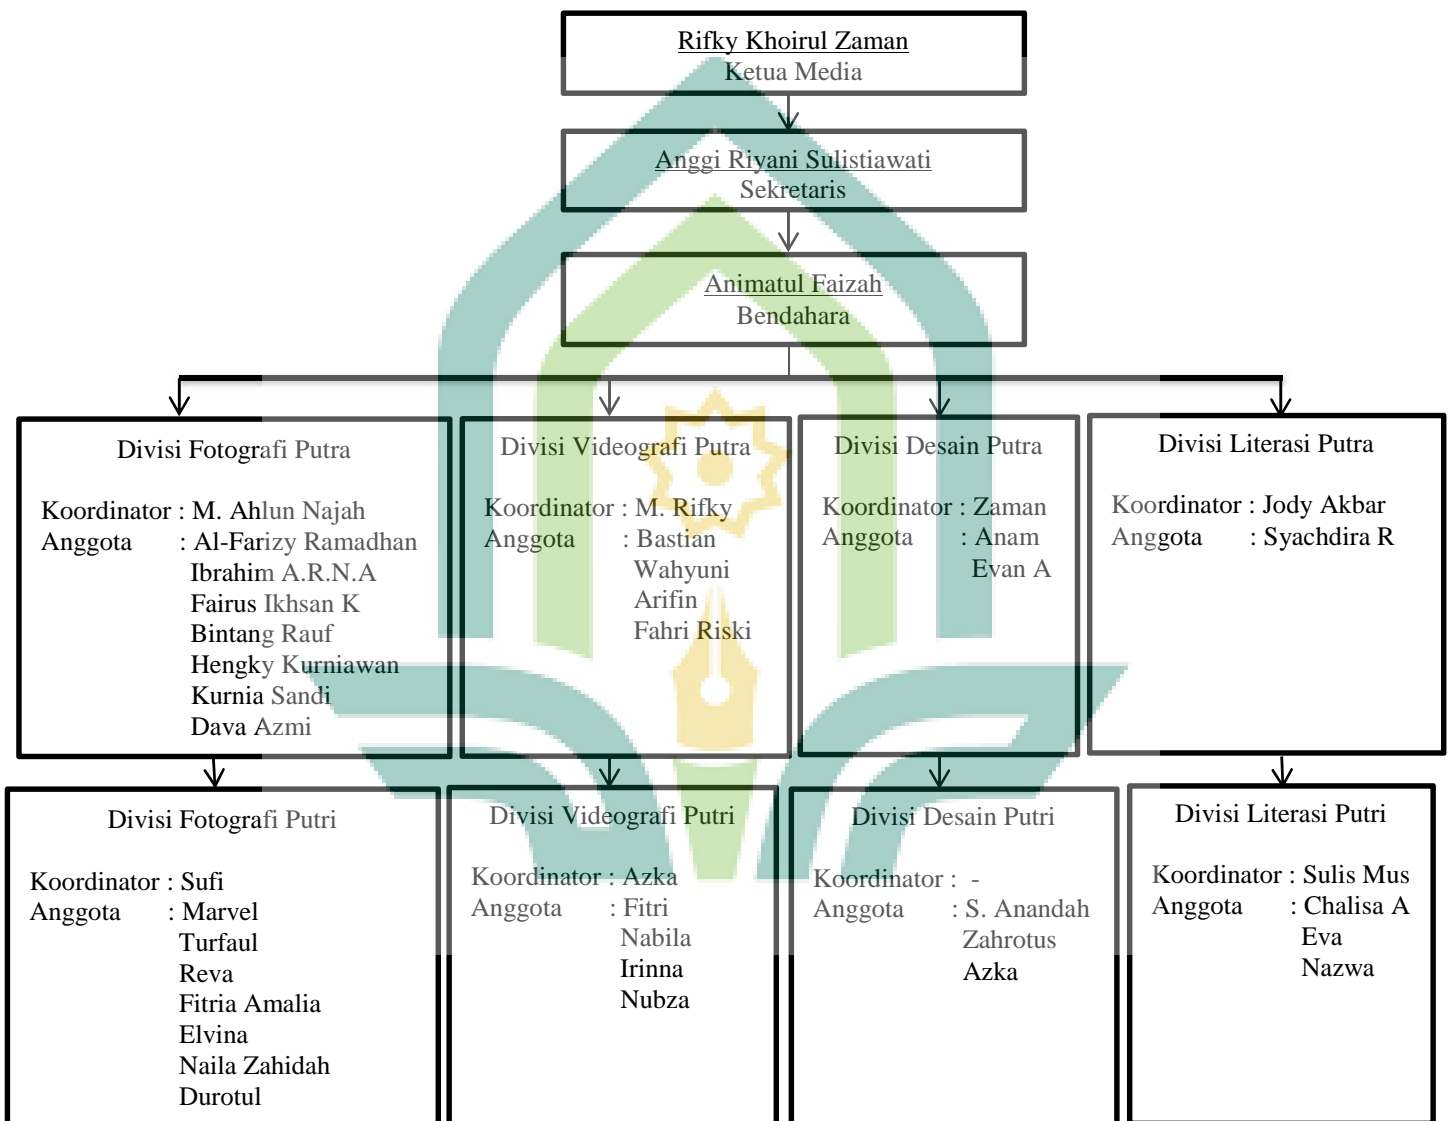 Rifky Khoirul Zaman
Ketua Media
Anggi Riyani Sulistiawati
Sekretaris
Animatul Faizah
Bendahara
Divisi Fotografi Putra
Koordinator : M. Ahlun Najah
Anggota : Al-Farizy Ramadhan
Ibrahim A.R.N.A
Fairus Ikhsan K
Bintang Rauf
Hengky Kurniawan
Kurnia Sandi
Dava Azmi
Divisi Videografi Putra
Koordinator : M. Rifky
Anggota : Bastian
Wahyuni
Arifin
Fahri Riski
Divisi Desain Putra
Koordinator : Zaman
Anggota : Anam
Evan A
Divisi Literasi Putra
Koordinator : Jody Akbar
Anggota : Syachdira R
Divisi Fotografi Putri
Koordinator : Sufi
Anggota : Marvel
Turfaul
Reva
Fitria Amalia
Elvina
Naila Zahidah
Durotul
Divisi Videografi Putri
Koordinator : Azka
Anggota : Fitri
Nabila
Irinna
Nubza
Divisi Desain Putri
Koordinator : -
Anggota : S. Anandah
Zahrotus
Azka
Divisi Literasi Putri
Koordinator : Sulis Mus
Anggota : Chalisa A
Eva
Nazwa